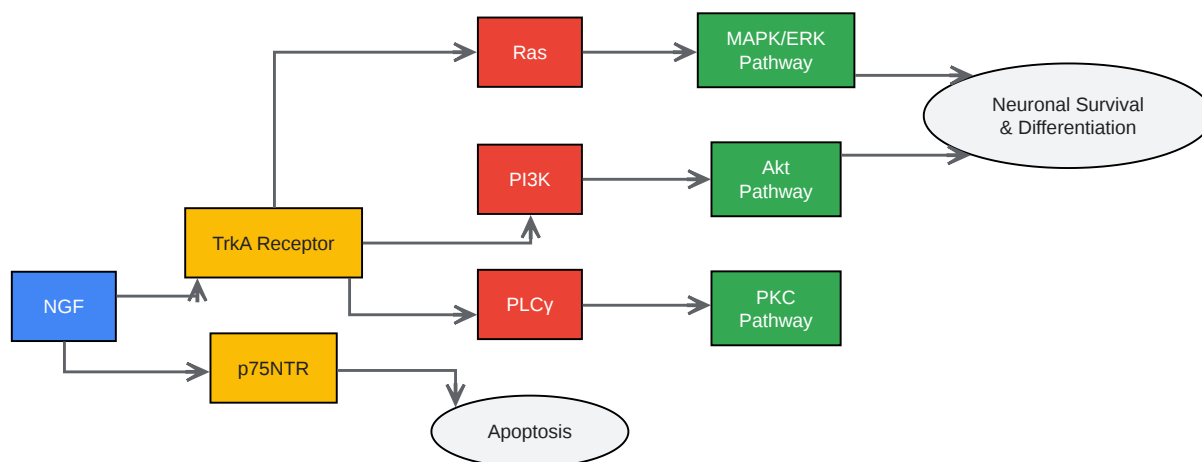 Ras
MAPK/ERK
Pathway
Neuronal Survival
& Differentiation
PI3K
Akt
Pathway
TrkA Receptor
NGF
PLCγ
PKC
Pathway
p75NTR
Apoptosis